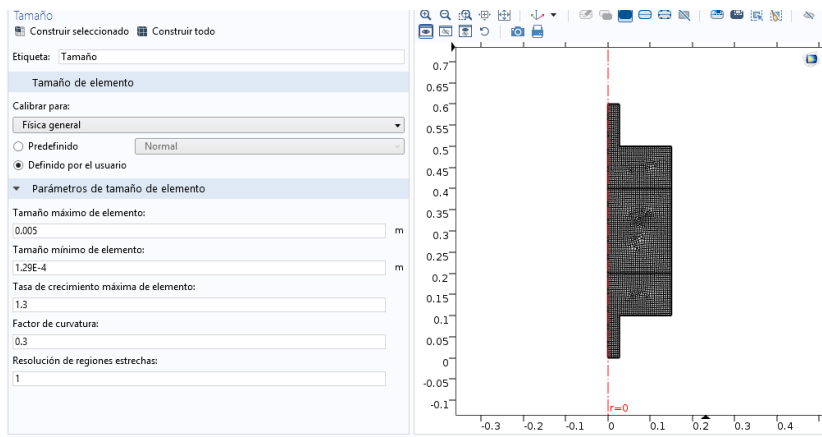 Tamaño
Construir seleccionado Construir todo
Etiqueta: Tamaño
Tamaño de elemento
Calibrar para:
Física general
Predefinido Normal
Definido por el usuario
Parámetros de tamaño de elemento
Tamaño máximo de elemento:
0.005 m
Tamaño mínimo de elemento:
1.29E-4 m
Tasa de crecimiento máxima de elemento:
1.3
Factor de curvatura:
0.3
Resolución de regiones estrechas:
1
0.7
0.65
0.6
0.55
0.5
0.45
0.4
0.35
0.3
0.25
0.2
0.15
0.1
0.05
0
-0.05
-0.1
r=0
-0.3 -0.2 -0.1 0 0.1 0.2 0.3 0.4